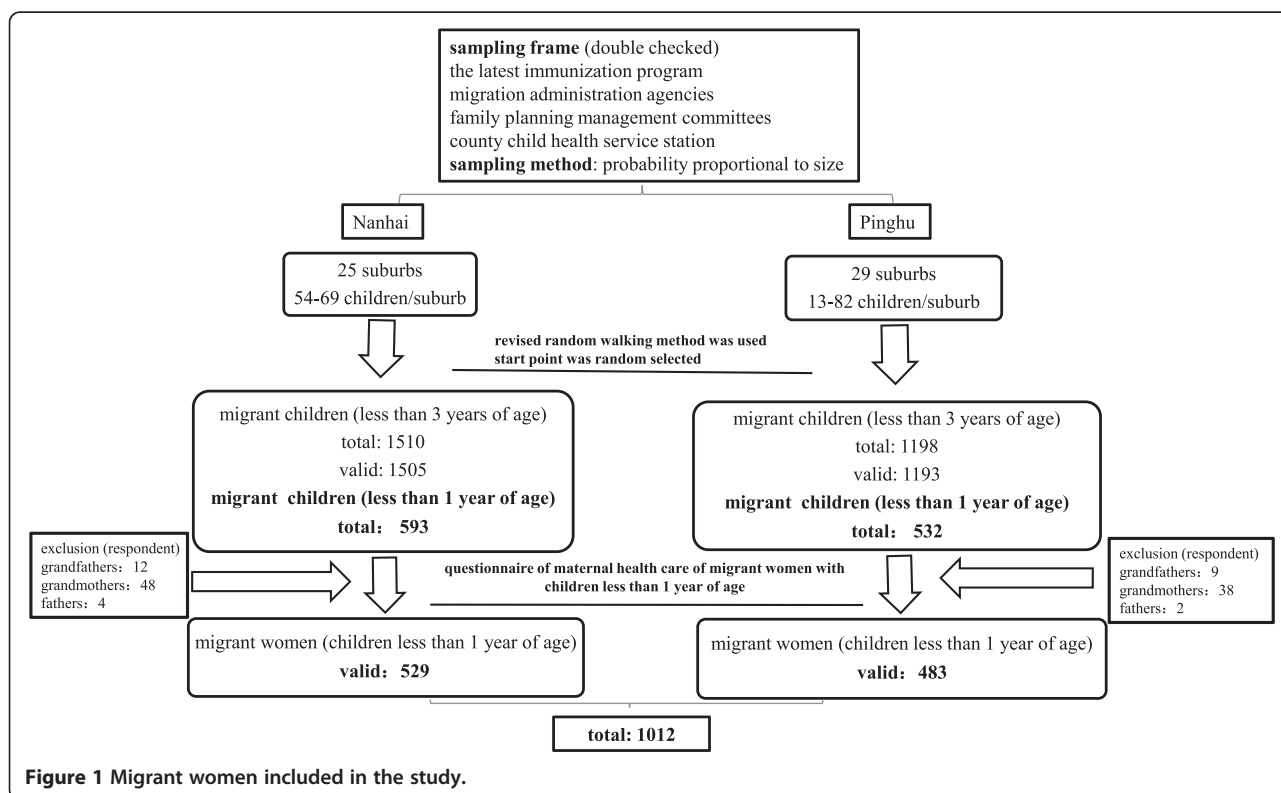 sampling frame (double checked)
the latest immunization program
migration administration agencies
family planning management committees
county child health service station
sampling method: probability proportional to size
Nanhai
Pinghu
25 suburbs
54-69 children/suburb
29 suburbs
13-82 children/suburb
revised random walking method was used
start point was random selected
migrant children (less than 3 years of age)
total: 1510
valid: 1505
migrant children (less than 1 year of age)
total: 593
migrant children (less than 3 years of age)
total: 1198
valid: 1193
migrant children (less than 1 year of age)
total: 532
exclusion (respondent)
grandfathers: 12
grandmothers: 48
fathers: 4
questionnaire of maternal health care of migrant women with
children less than 1 year of age
exclusion (respondent)
grandfathers: 9
grandmothers: 38
fathers: 2
migrant women (children less than 1 year of age)
valid: 529
migrant women (children less than 1 year of age)
valid: 483
total: 1012
Figure 1 Migrant women included in the study.